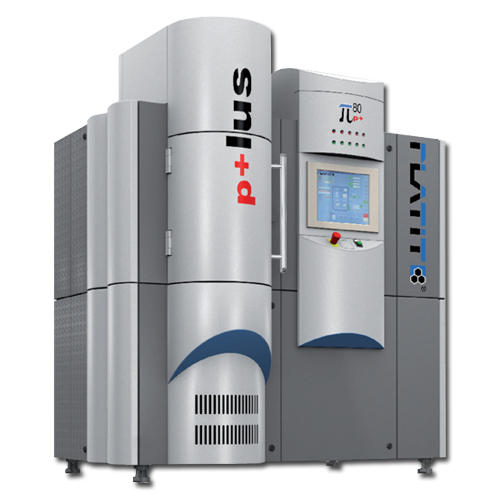 p+lus
π80
p+
PLATIT
®